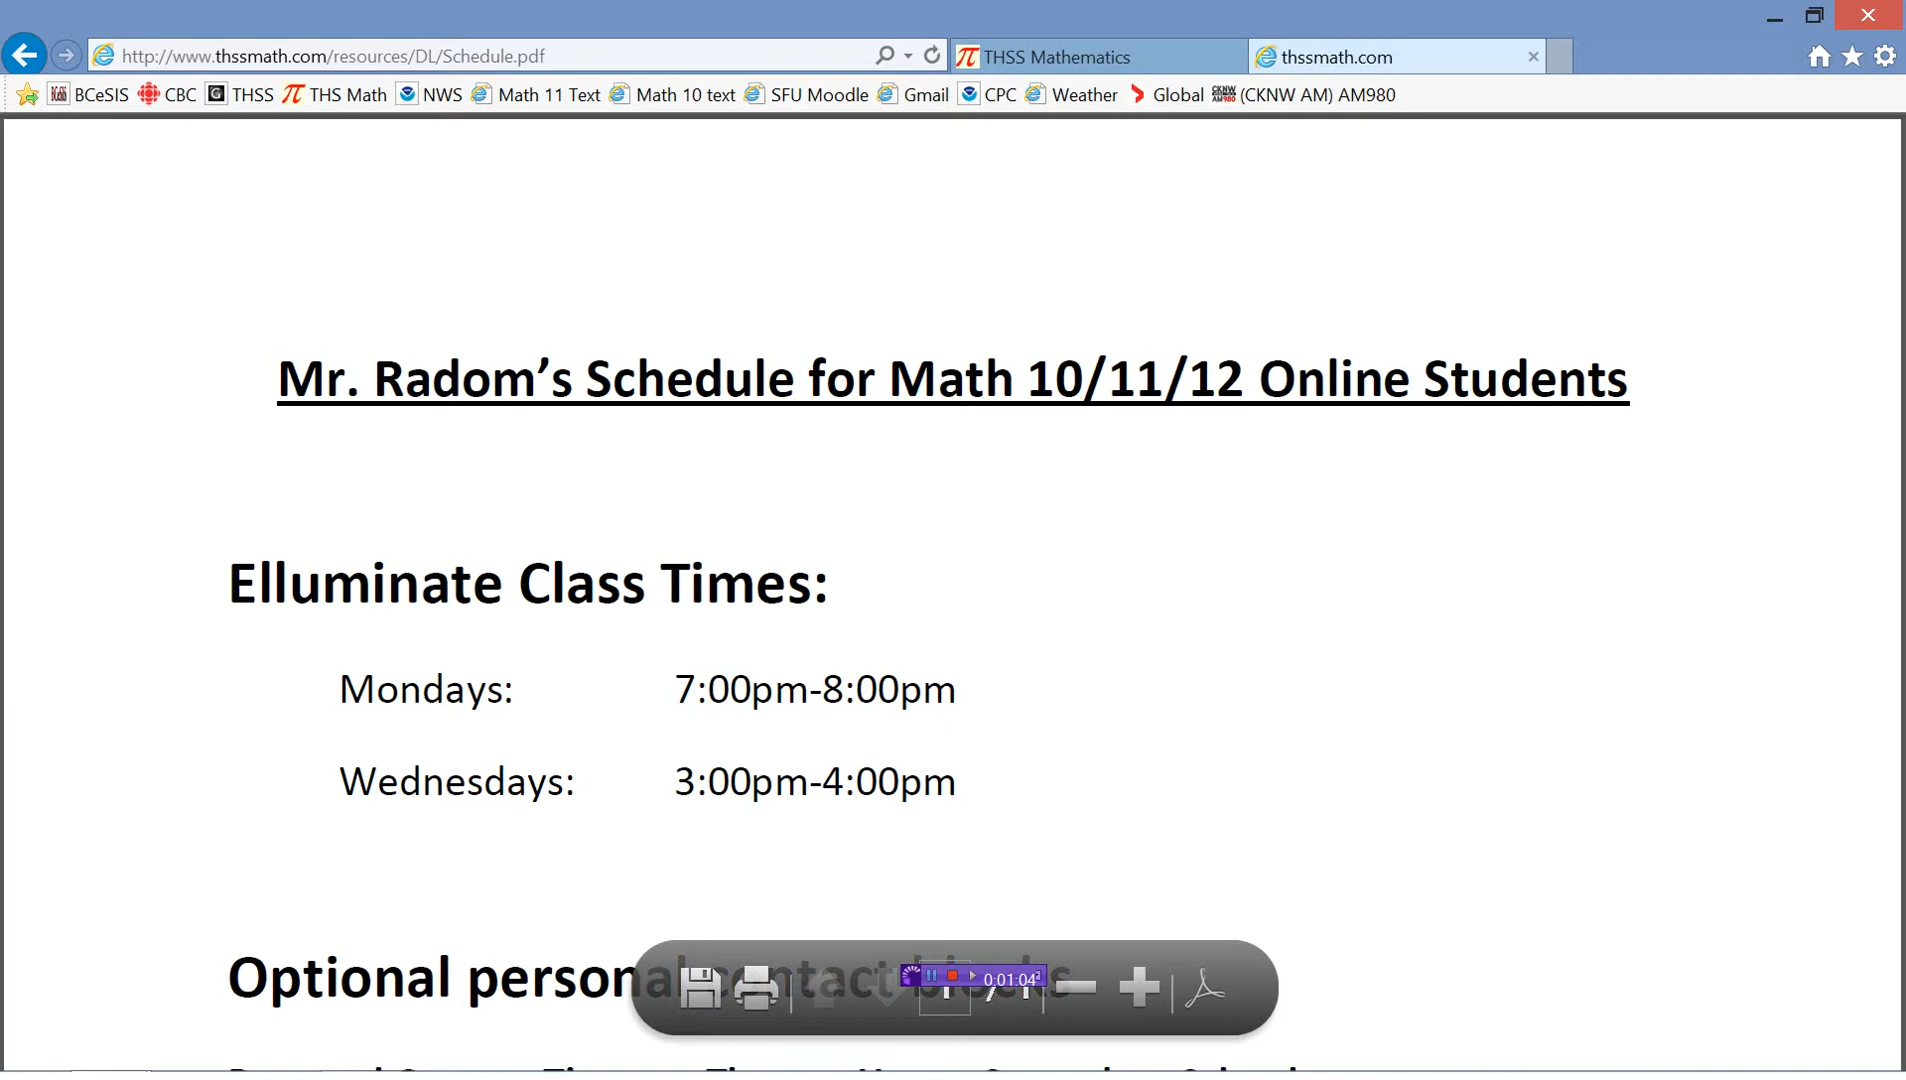 http://www.thssmath.com/resources/DL/Schedule.pdf
THSS Mathematics
thssmath.com
BCeSIS CBC THSS THS Math NWS Math 11 Text Math 10 text SFU Moodle Gmail CPC Weather Global (CKNW AM) AM980
Mr. Radom’s Schedule for Math 10/11/12 Online Students
Elluminate Class Times:
Mondays: 7:00pm-8:00pm
Wednesdays: 3:00pm-4:00pm
Optional personal contact blocks
0:01:04